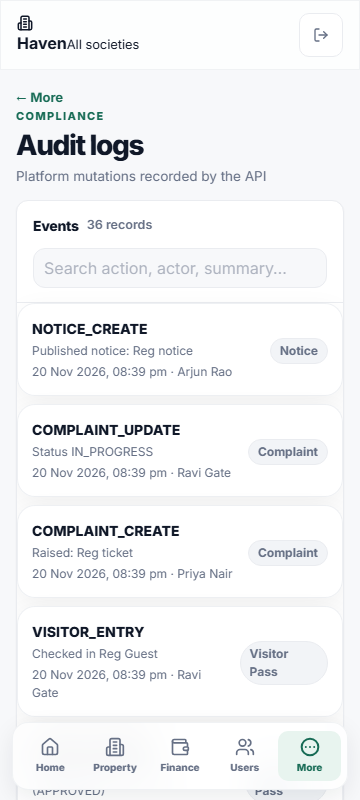 HavenAll societies
← More
COMPLIANCE
Audit logs
Platform mutations recorded by the API
Events 36 records
Search action, actor, summary...
NOTICE_CREATE
Published notice: Reg notice
Notice
20 Nov 2026, 08:39 pm · Arjun Rao
COMPLAINT_UPDATE
Status IN_PROGRESS
Complaint
20 Nov 2026, 08:39 pm · Ravi Gate
COMPLAINT_CREATE
Raised: Reg ticket
Complaint
20 Nov 2026, 08:39 pm · Priya Nair
VISITOR_ENTRY
Checked in Reg Guest
Visitor
Pass
20 Nov 2026, 08:39 pm · Ravi
Gate
Home Property Finance Users More
(APPROVED)
Pass